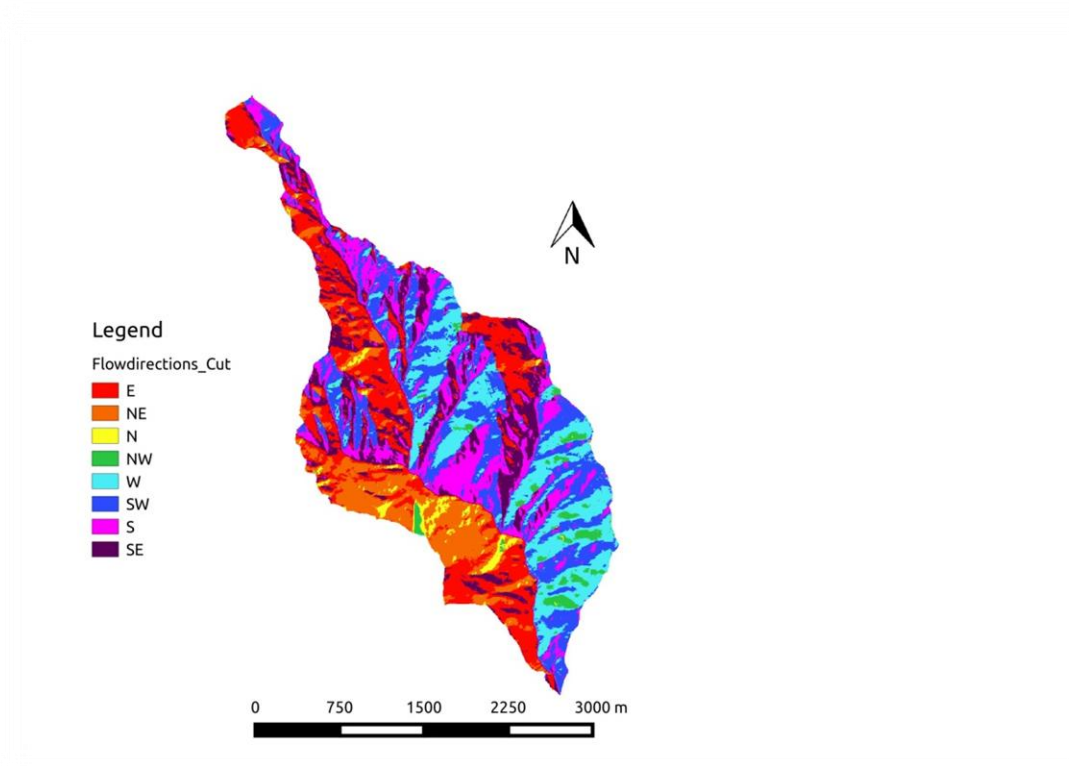 N
Legend
Flowdirections_Cut
E
NE
N
NW
W
SW
S
SE
0 750 1500 2250 3000 m